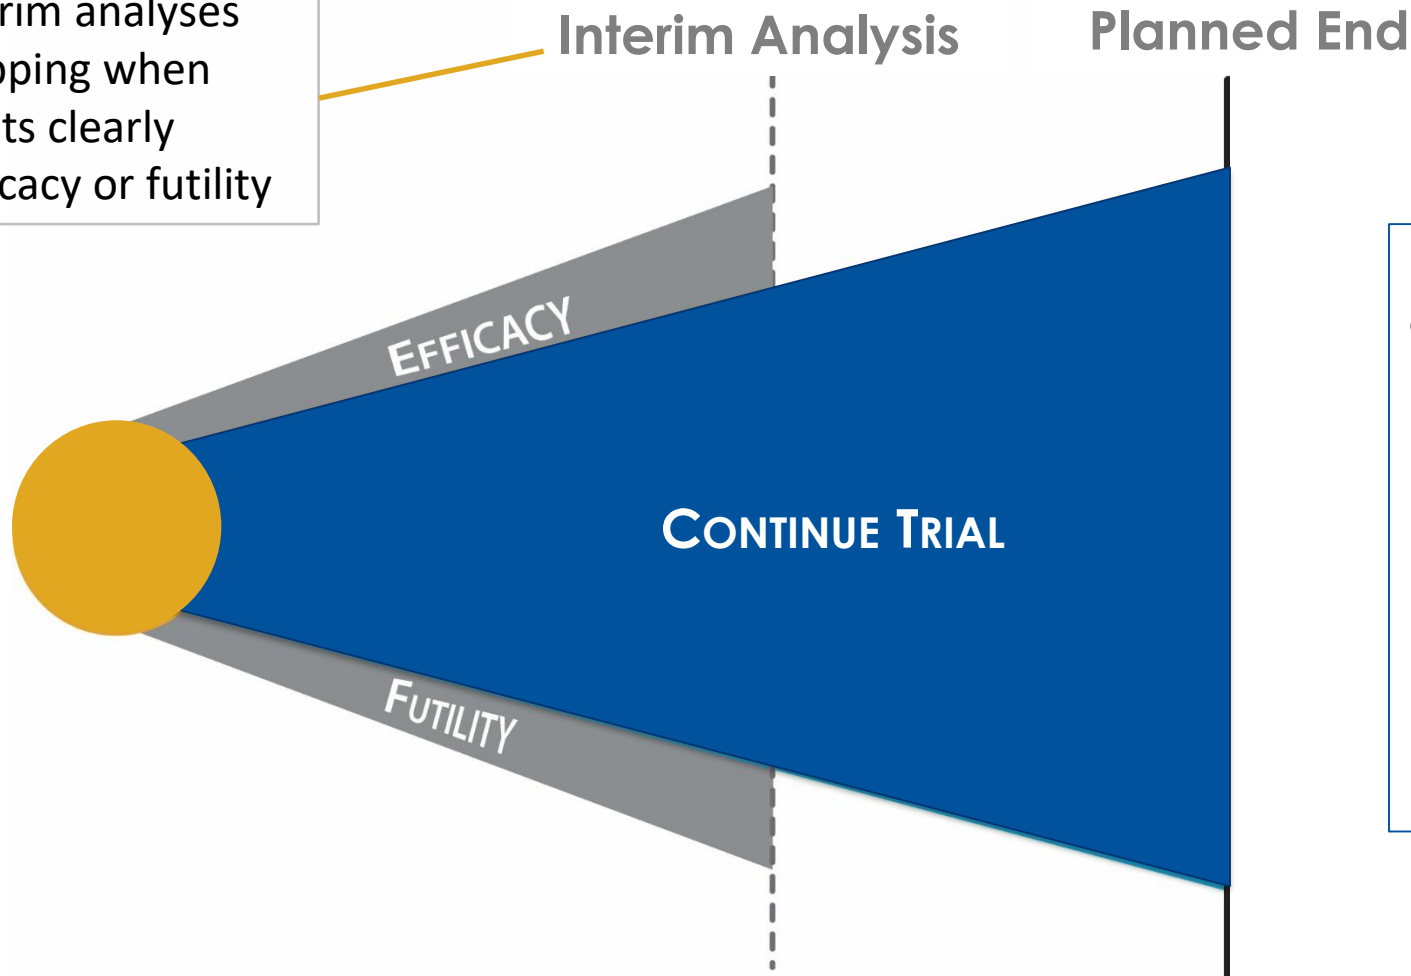 rim analyses
pping when
ts clearly
cacy or futility
Interim Analysis
Planned End
EFFICACY
CONTINUE TRIAL
FUTILITY